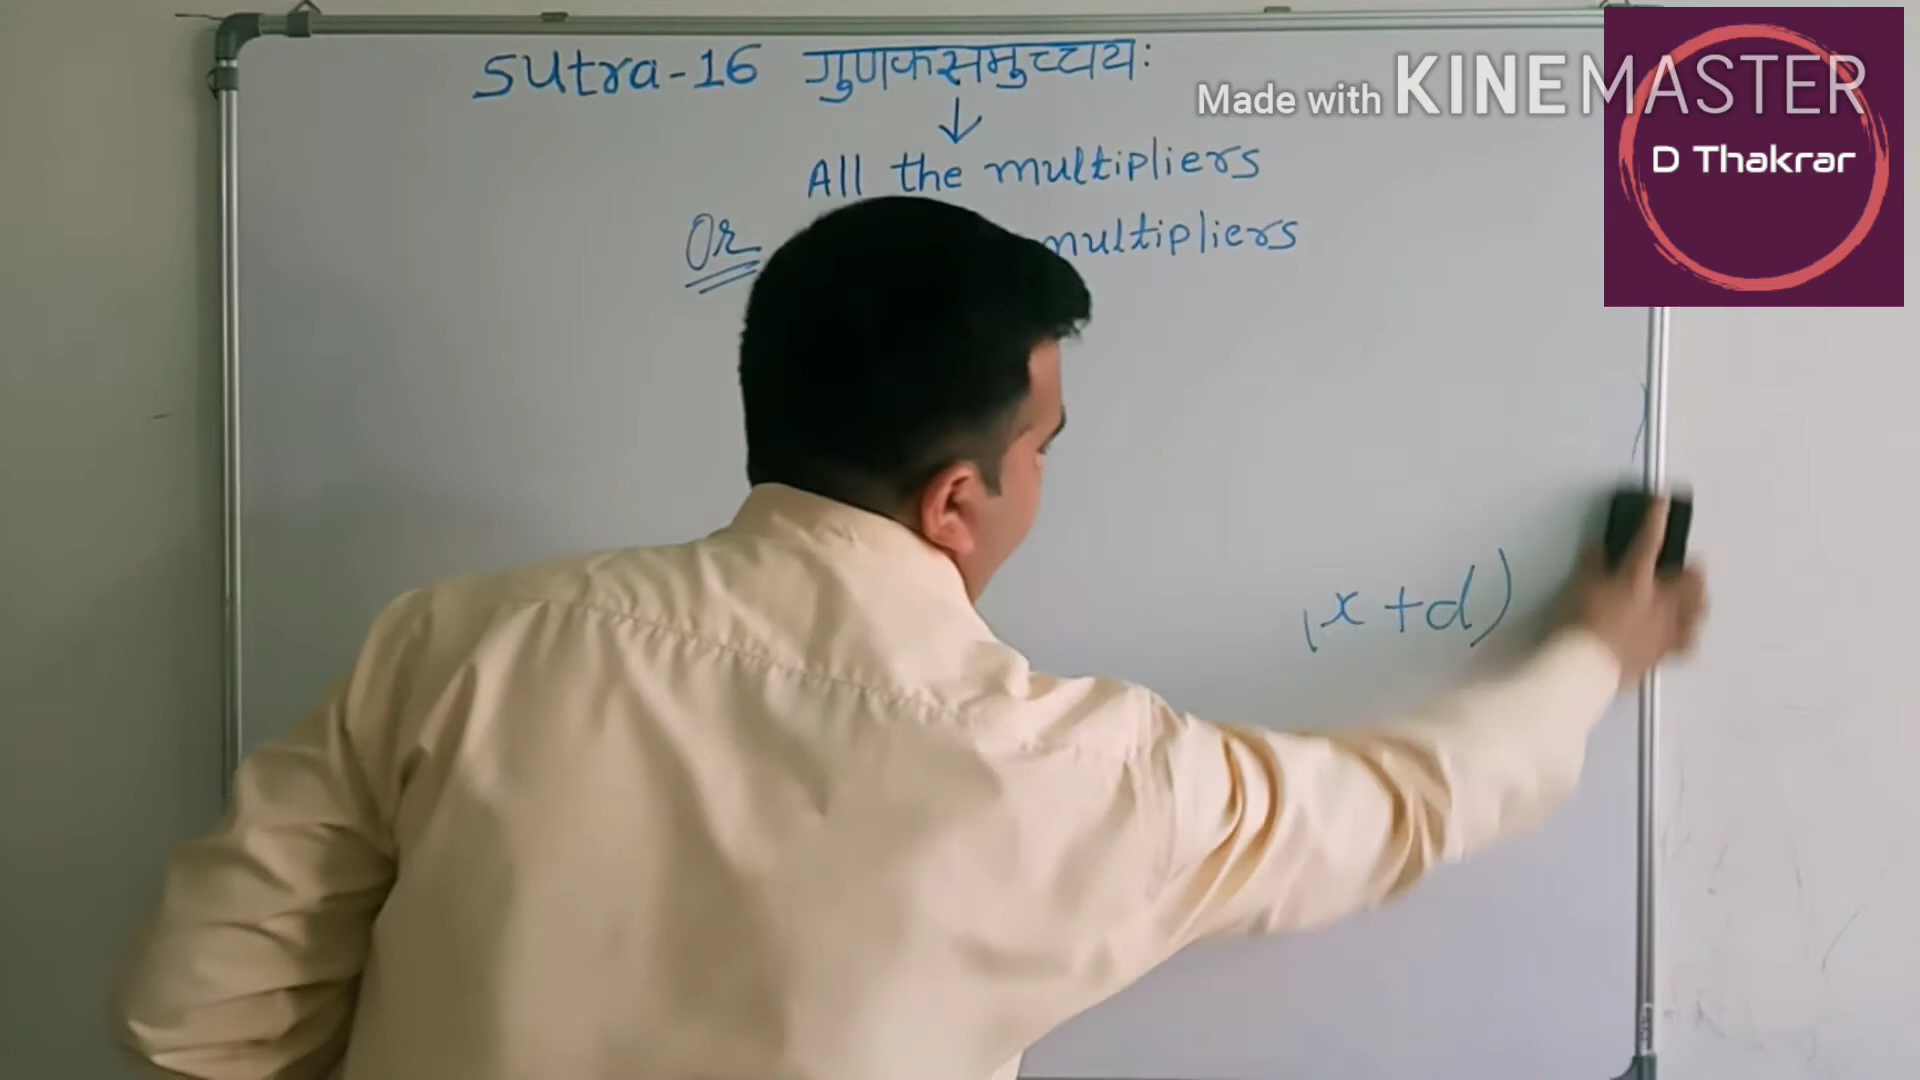 Sutra-16 गुणकसमुच्चयः
Made with KINEMASTER
D Thakrar
↓
All the multipliers
Or multipliers
(x+d)